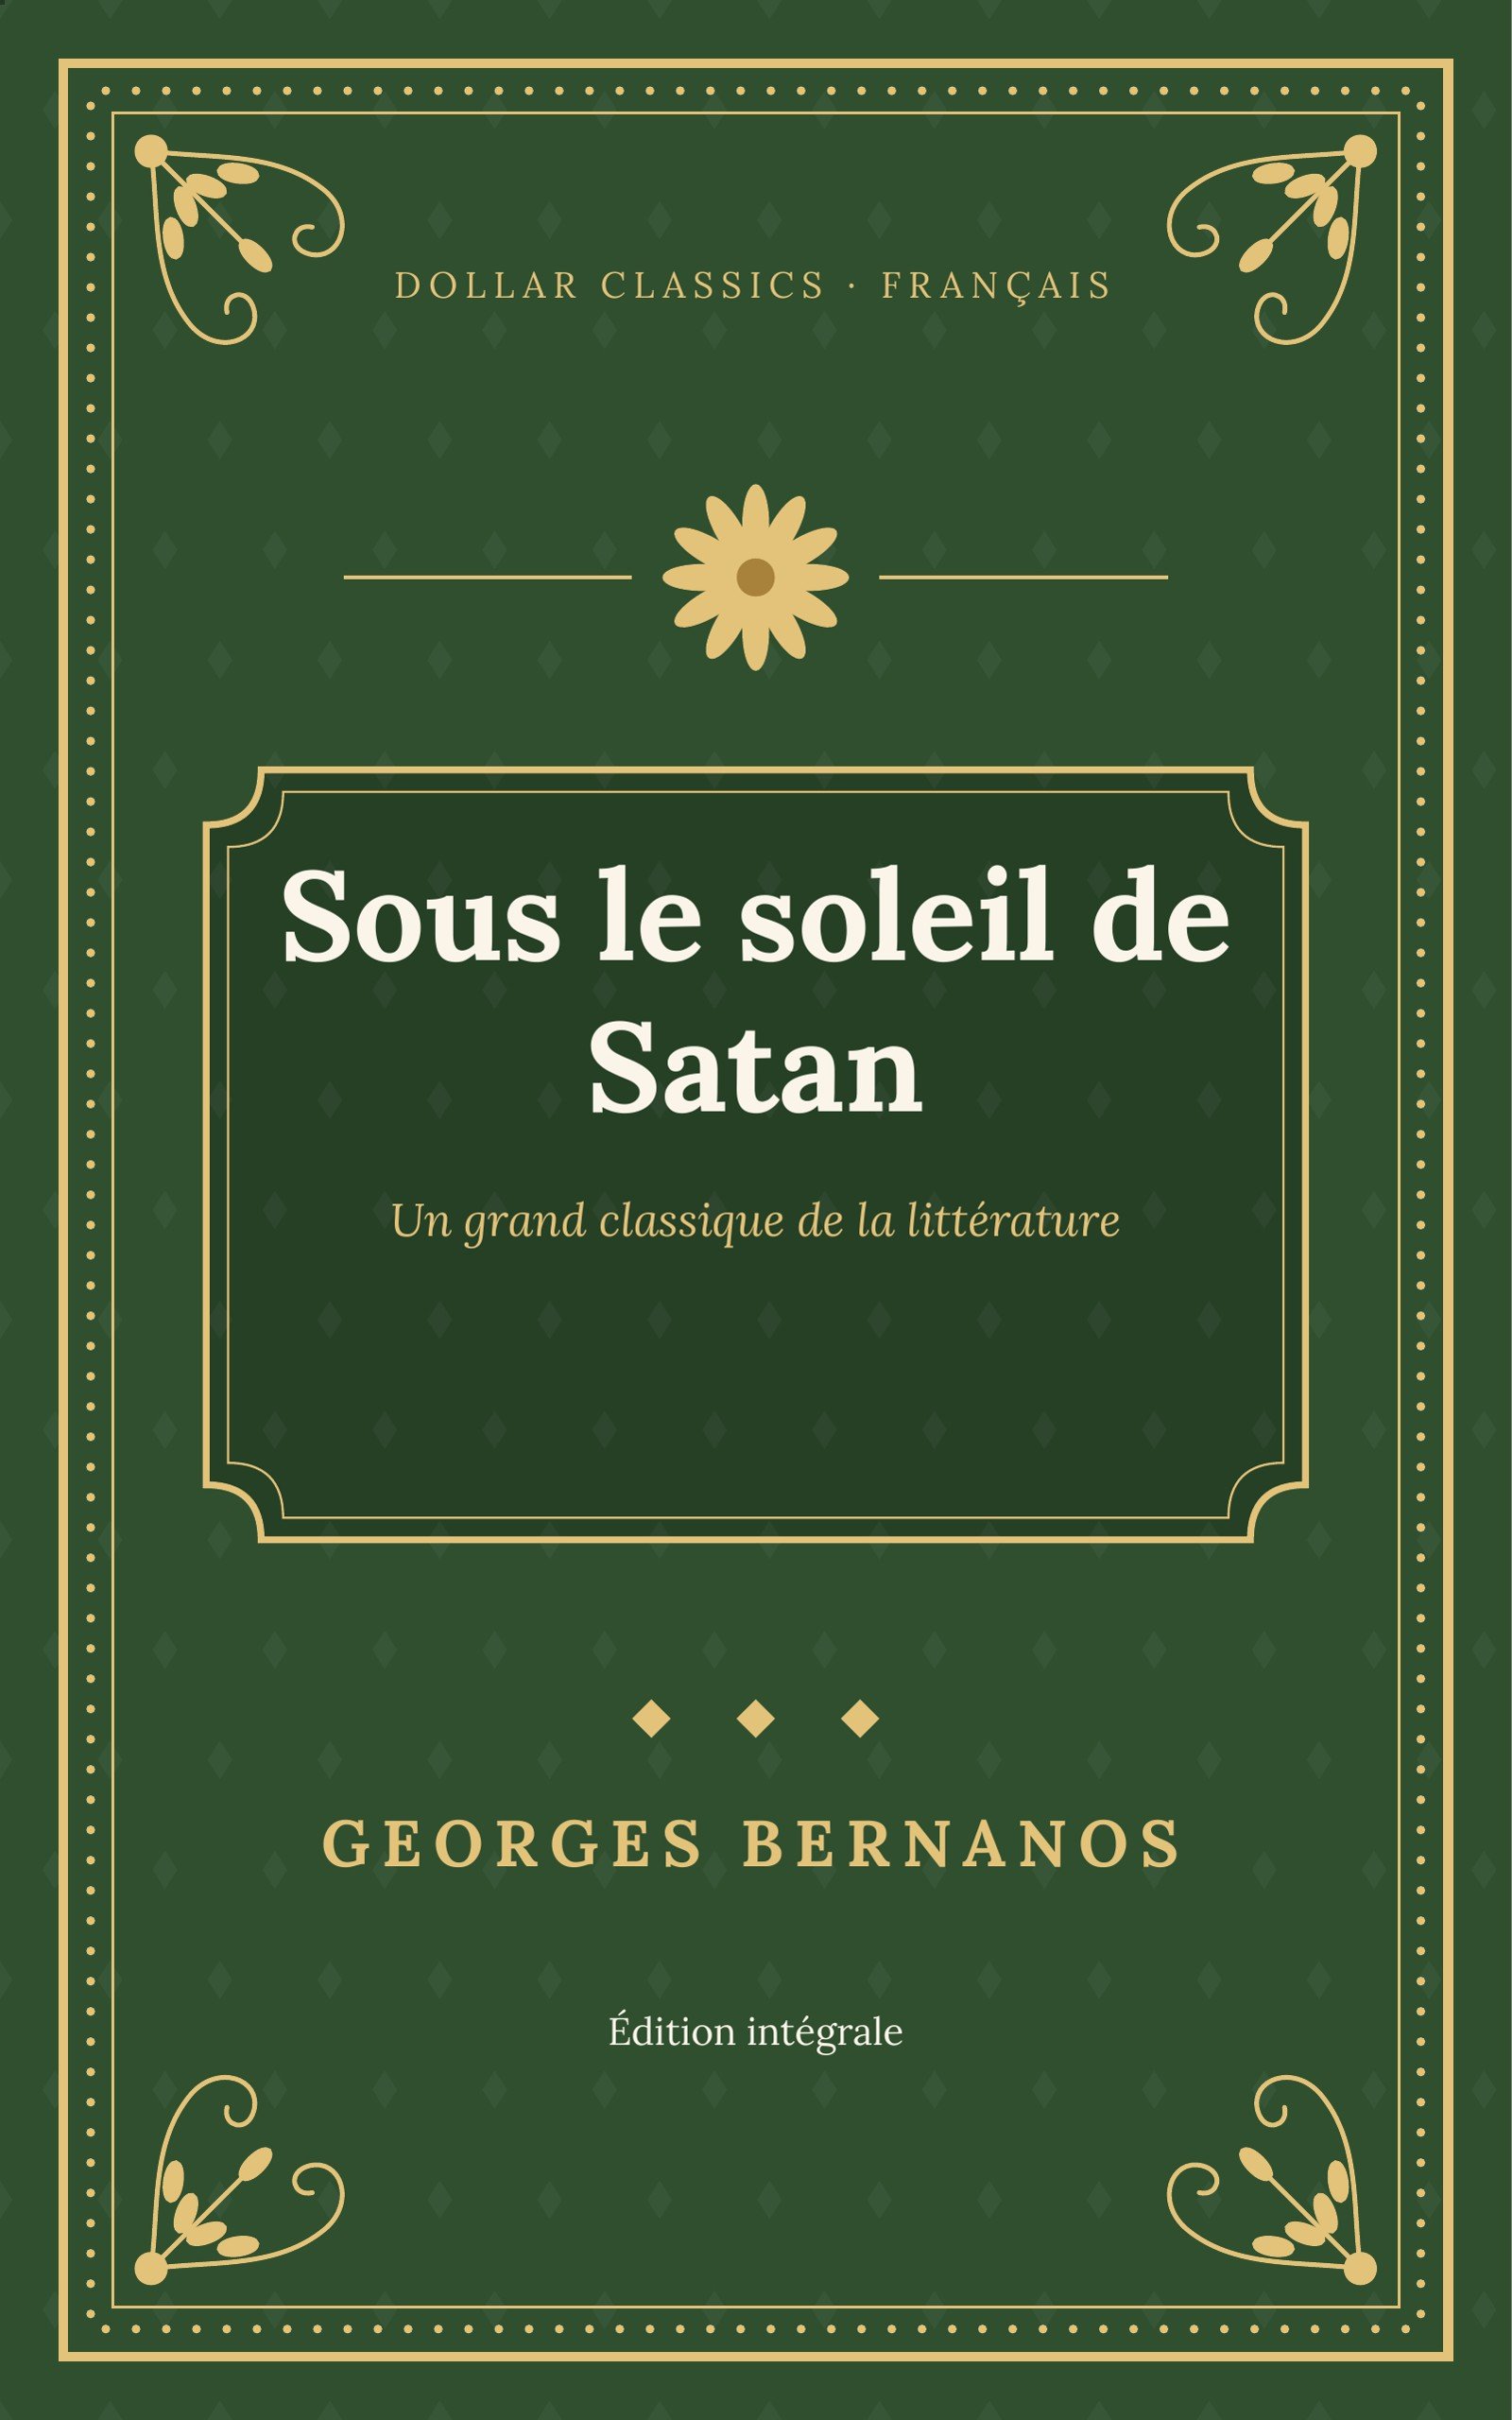 DOLLAR CLASSICS · FRANÇAIS
Sous le soleil de
Satan
Un grand classique de la littérature
GEORGES BERNANOS
Édition intégrale